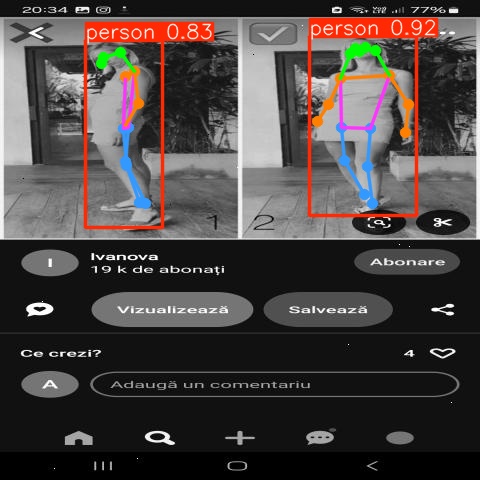 20:34
77%
person 0.83
person 0.92
1
2
I
Ivanova
19 k de abonați
Abonare
Vizualizează
Salvează
Ce crezi?
4
A
Adaugă un comentariu